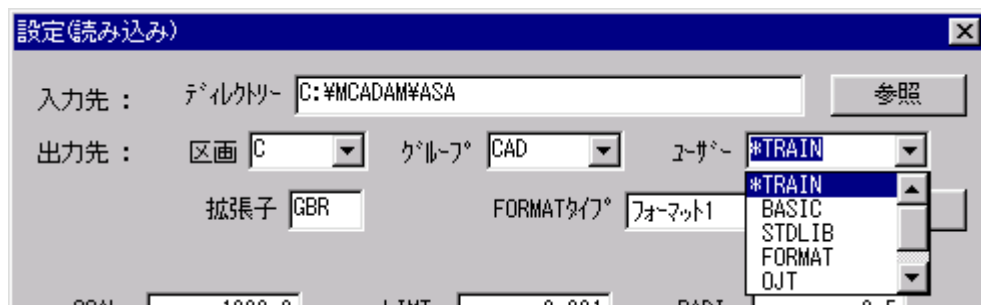 設定(読み込み)
入力先： ﾃﾞｨﾚｸﾄﾘｰ C:¥MCADAM¥ASA 参照
出力先： 区画 C ｸﾞﾙｰﾌﾟ CAD ﾕｰｻﾞｰ *TRAIN
拡張子 GBR FORMATﾀｲﾌﾟ ﾌｫｰﾏｯﾄ1
*TRAIN
BASIC
STDLIB
FORMAT
OJT